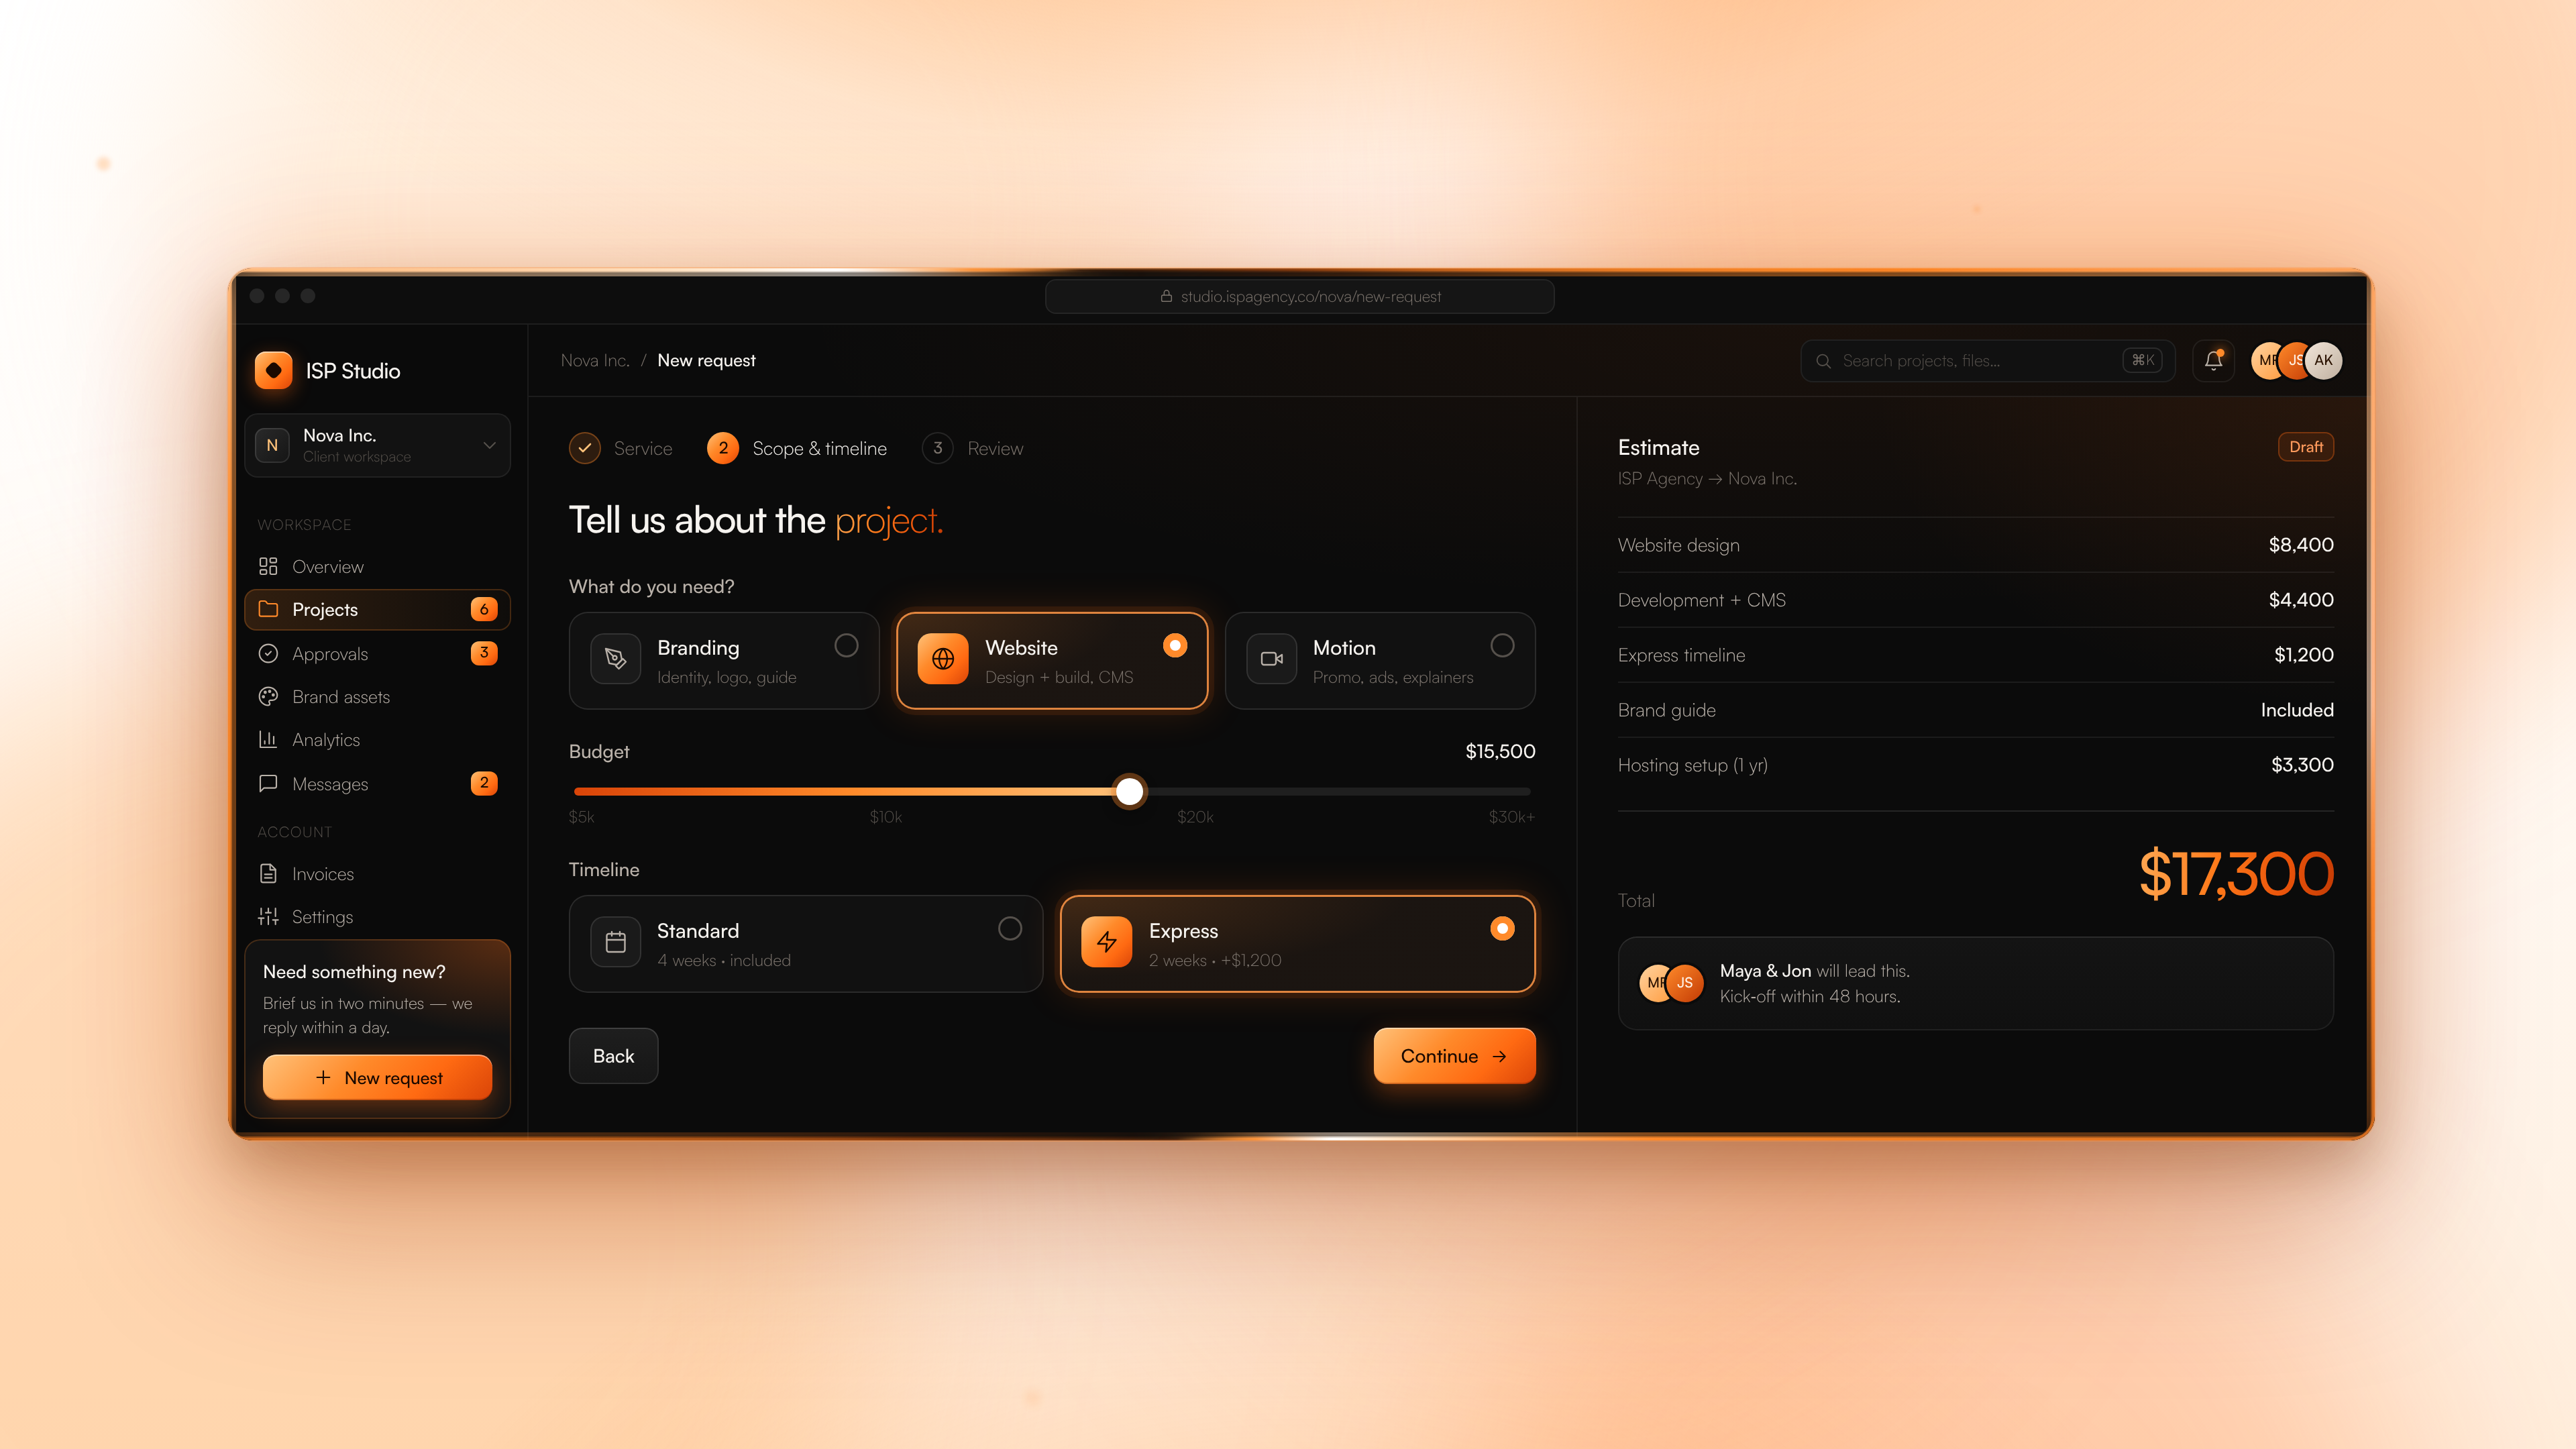 studio.ispagency.co/nova/new-request
ISP Studio
N
Nova Inc.
Client workspace
WORKSPACE
Overview
Projects 6
Approvals 3
Brand assets
Analytics
Messages 2
ACCOUNT
Invoices
Settings
Need something new?
Brief us in two minutes — we
reply within a day.
+ New request
Nova Inc. / New request
Search projects, files... ⌘K
JS AK
Service 2 Scope & timeline 3 Review
Tell us about the project.
What do you need?
Branding
Identity, logo, guide
Website
Design + build, CMS
Motion
Promo, ads, explainers
Budget $15,500
$5k $10k $20k $30k+
Timeline
Standard
4 weeks · included
Express
2 weeks · +$1,200
Back
Continue →
Estimate Draft
ISP Agency → Nova Inc.
Website design $8,400
Development + CMS $4,400
Express timeline $1,200
Brand guide Included
Hosting setup (1 yr) $3,300
Total $17,300
JS
Maya & Jon will lead this.
Kick-off within 48 hours.